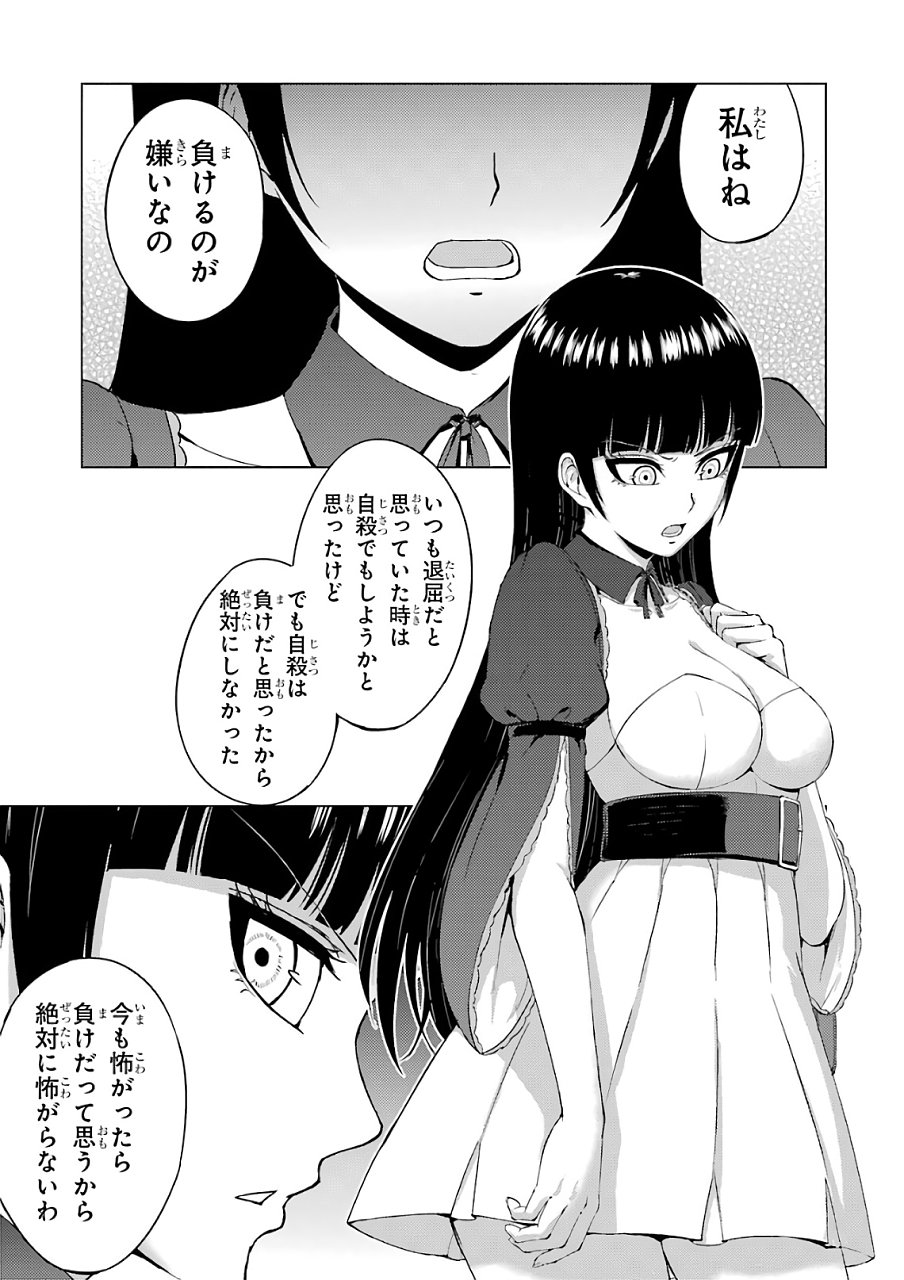 私はね
負けるのが
嫌いなの
いつも退屈だと
思っていた時は
自殺でもしようかと
思ったけど
でも自殺は
負けだと思ったから
絶対にしなかった
今も怖がったら
負けだって思うから
絶対に怖がらないわ